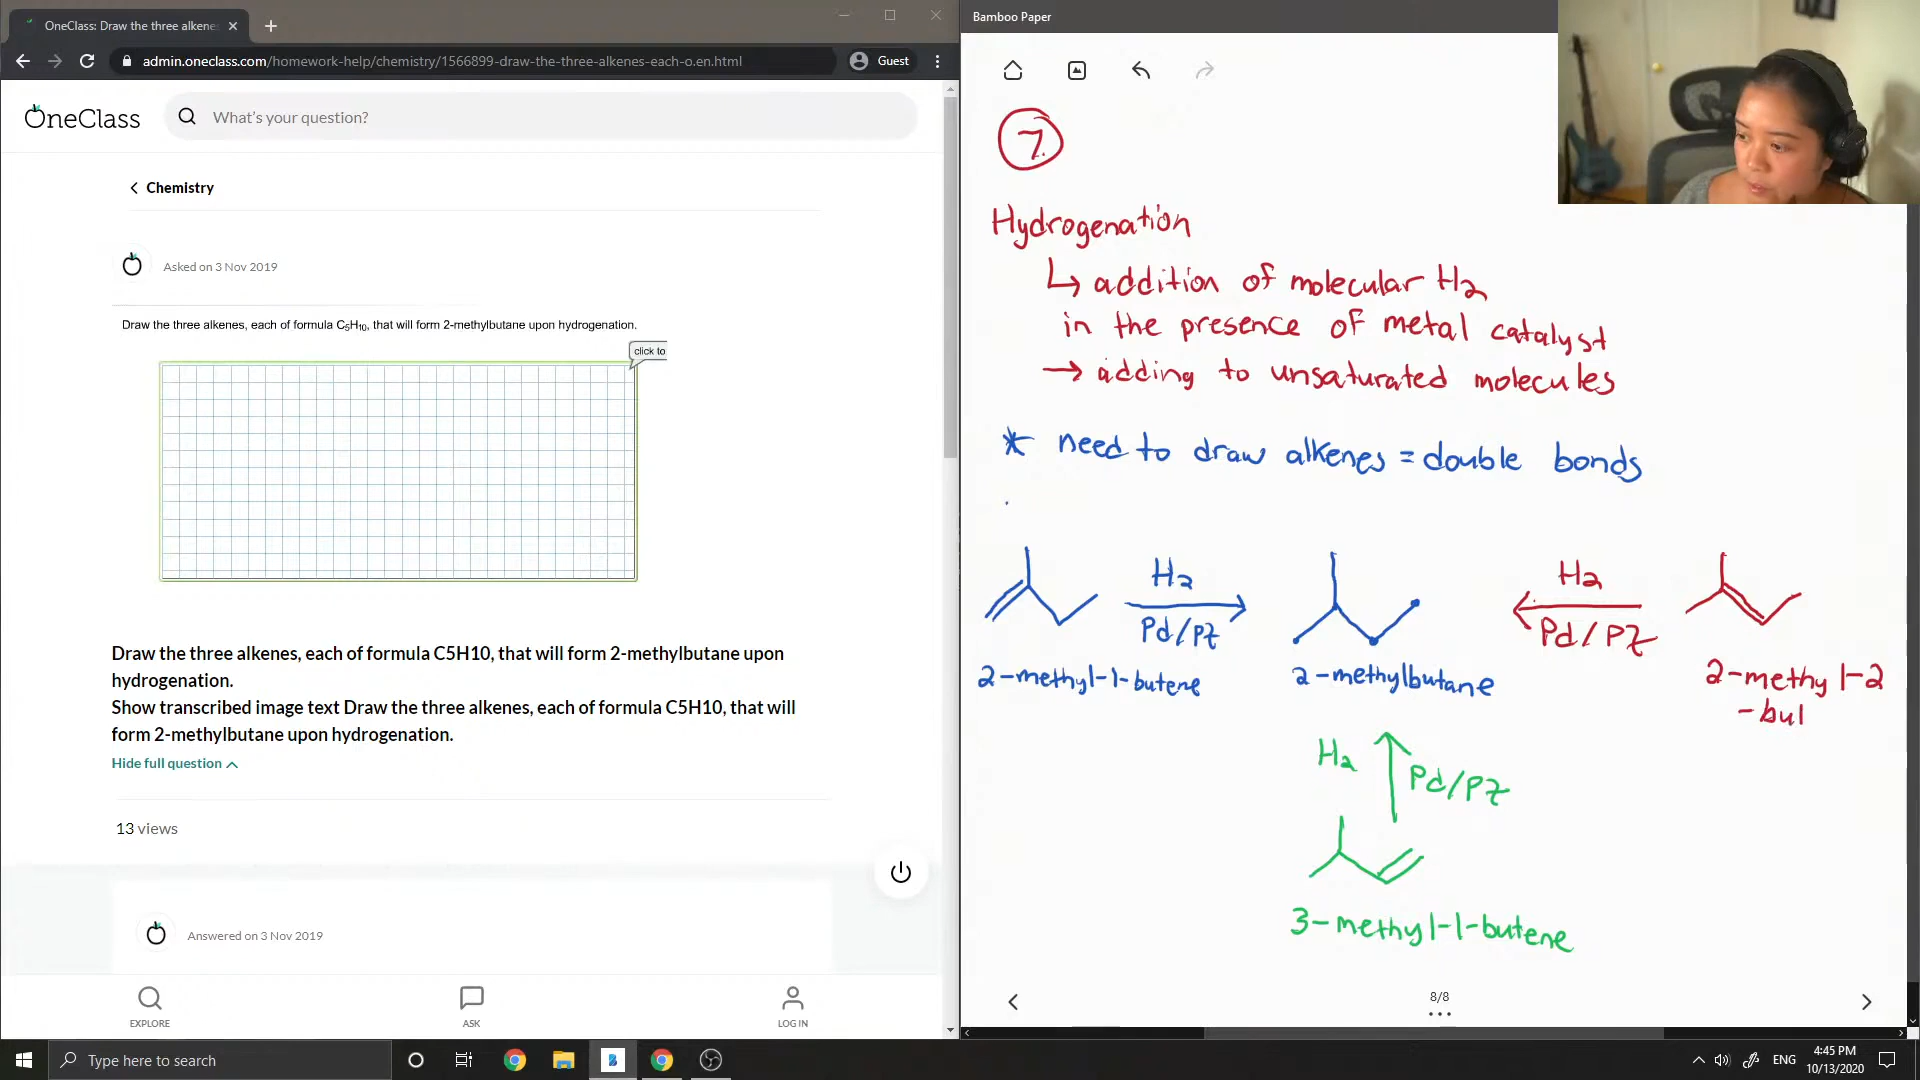 OneClass: Draw the three alkene
admin.oneclass.com/homework-help/chemistry/1566899-draw-the-three-alkenes-each-o.en.html
Guest
OneClass
What's your question?
Chemistry
Asked on 3 Nov 2019
Draw the three alkenes, each of formula C5H10, that will form 2-methylbutane upon hydrogenation.
click to
Draw the three alkenes, each of formula C5H10, that will form 2-methylbutane upon
hydrogenation.
Show transcribed image text Draw the three alkenes, each of formula C5H10, that will
form 2-methylbutane upon hydrogenation.
Hide full question
13 views
Answered on 3 Nov 2019
EXPLORE
ASK
LOG IN
Bamboo Paper
7.
Hydrogenation
↳ addition of molecular H2
in the presence of metal catalyst
→ adding to unsaturated molecules
* need to draw alkenes = double bonds
H2
Pd/Pt
2-methyl-1-butene
2-methylbutane
H2
Pd/Pt
2-methyl-2
-bul
H2
Pd/Pt
3-methyl-1-butene
8/8
Type here to search
ENG
4:45 PM
10/13/2020